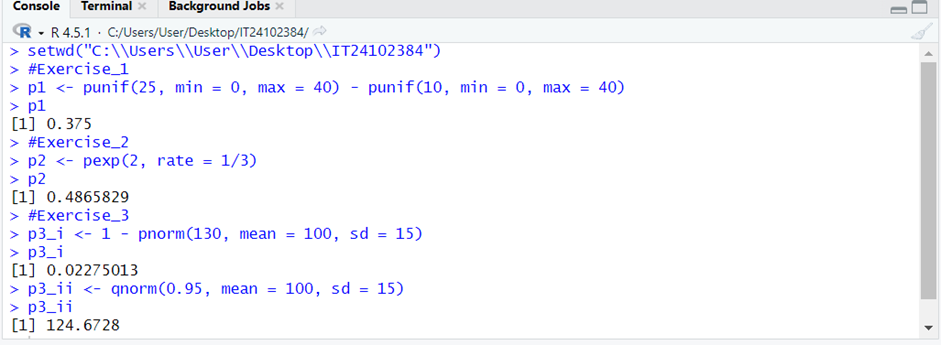 Console Terminal × Background Jobs ×
R 4.5.1 · C:/Users/User/Desktop/IT24102384/
> setwd("C:\\Users\\User\\Desktop\\IT24102384")
> #Exercise_1
> p1 <- punif(25, min = 0, max = 40) - punif(10, min = 0, max = 40)
> p1
[1] 0.375
> #Exercise_2
> p2 <- pexp(2, rate = 1/3)
> p2
[1] 0.4865829
> #Exercise_3
> p3_i <- 1 - pnorm(130, mean = 100, sd = 15)
> p3_i
[1] 0.02275013
> p3_ii <- qnorm(0.95, mean = 100, sd = 15)
> p3_ii
[1] 124.6728